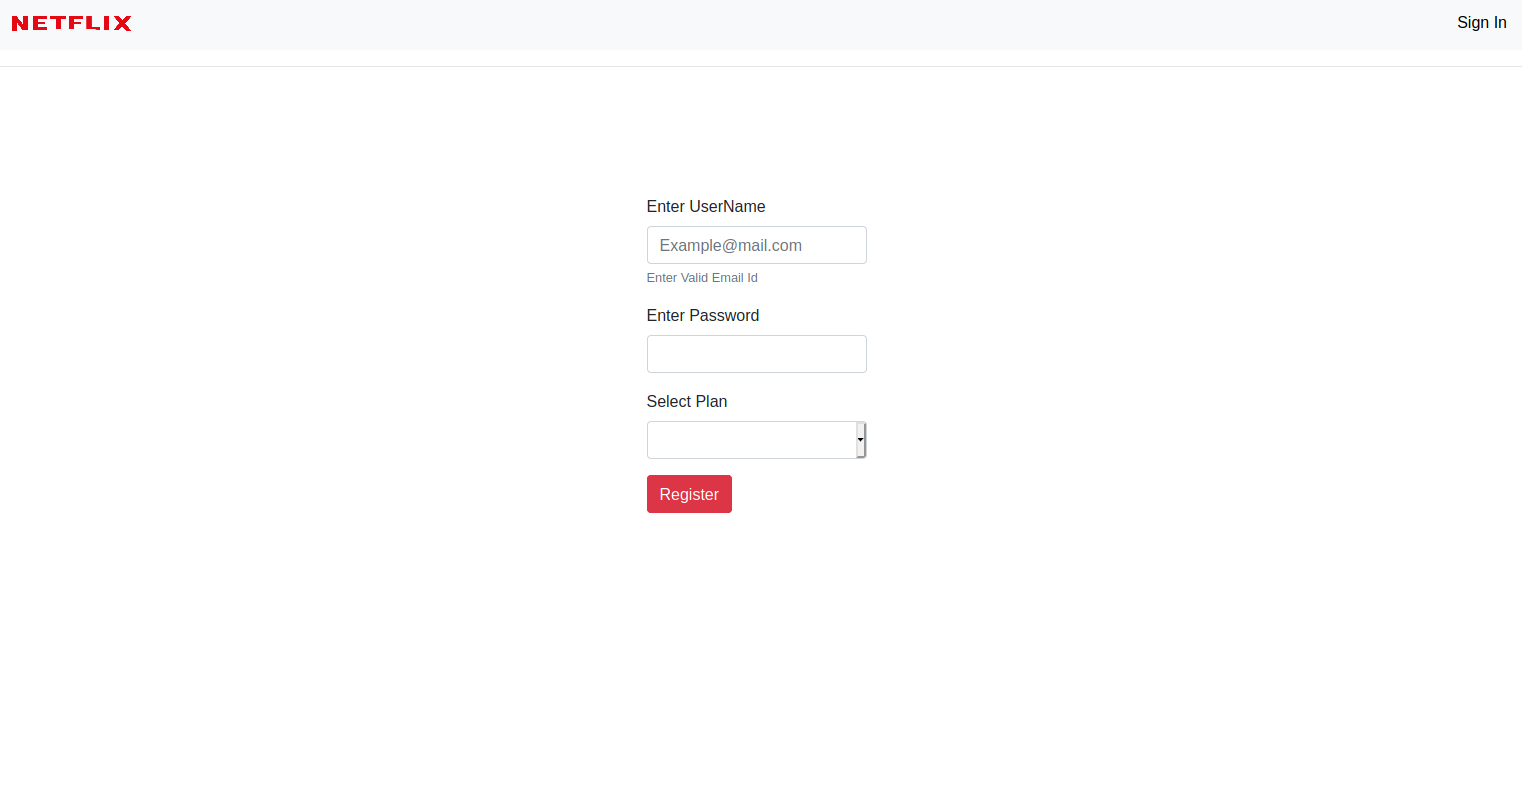 NETFLIX
Sign In
Enter UserName
Example@mail.com
Enter Valid Email Id
Enter Password
Select Plan
Register